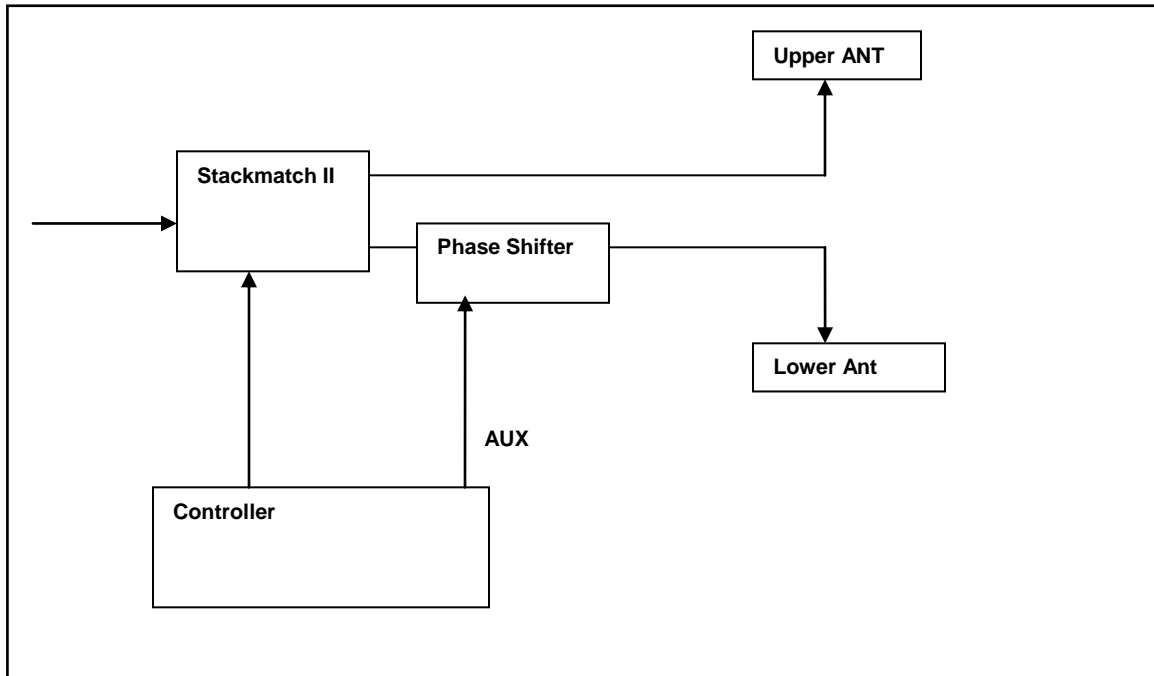 Upper ANT
Stackmatch II
Phase Shifter
Lower Ant
AUX
Controller